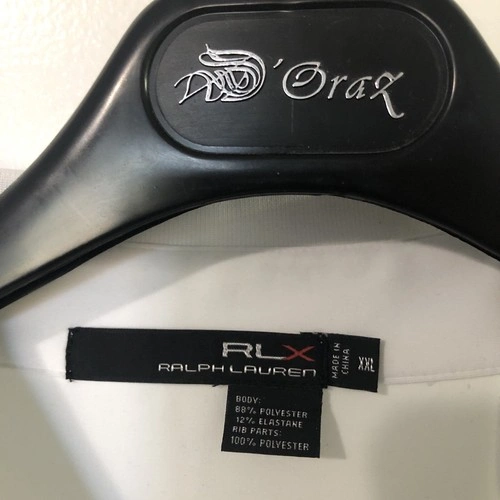 D'Oraz
RLX
RALPH LAUREN
MADE IN
CHINA
XXL
BODY:
88% POLYESTER
12% ELASTANE
RIB PARTS:
100% POLYESTER